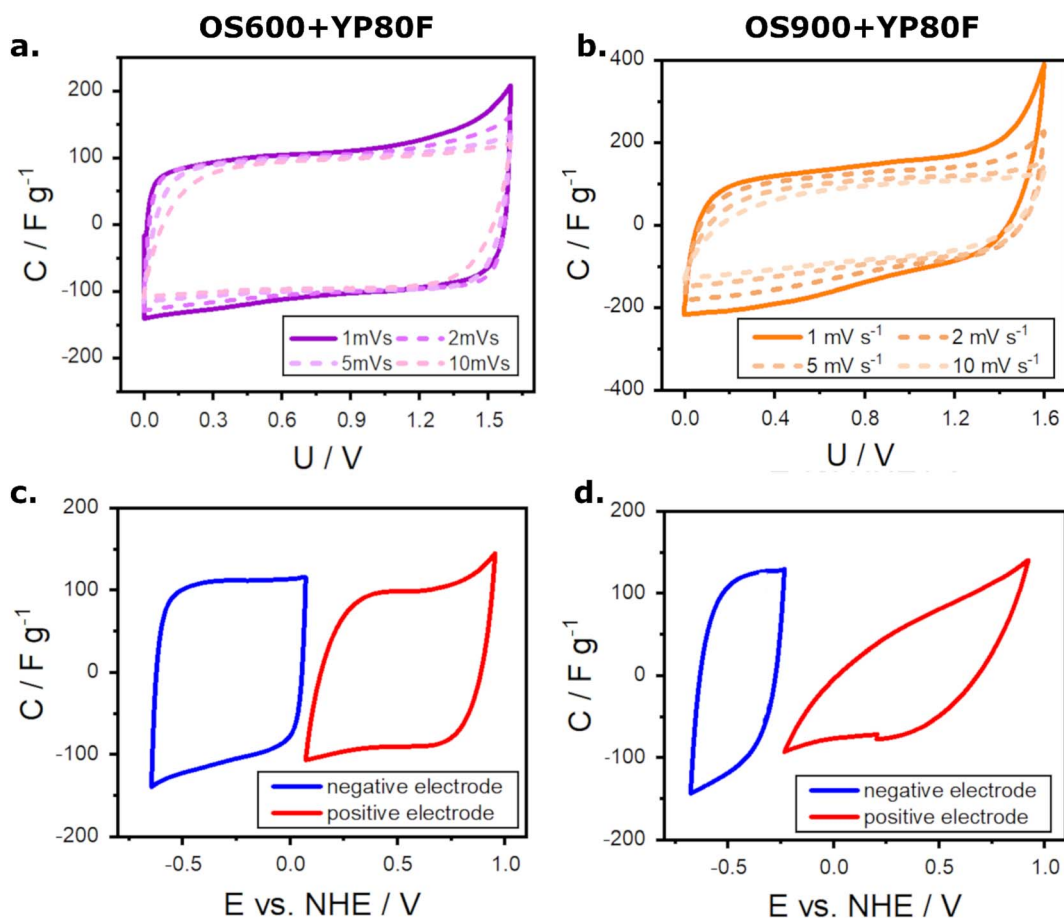 OS600+YP80F
OS900+YP80F
a.
C / F g⁻¹
200
100
0
-100
-200
1mVs 2mVs
5mVs 10mVs
0.0 0.3 0.6 0.9 1.2 1.5
U / V
b.
C / F g⁻¹
400
200
0
-200
-400
1 mV s⁻¹ 2 mV s⁻¹
5 mV s⁻¹ 10 mV s⁻¹
0.0 0.4 0.8 1.2 1.6
U / V
c.
C / F g⁻¹
200
100
0
-100
-200
negative electrode
positive electrode
-0.5 0.0 0.5 1.0
E vs. NHE / V
d.
C / F g⁻¹
200
100
0
-100
-200
negative electrode
positive electrode
-0.5 0.0 0.5 1.0
E vs. NHE / V